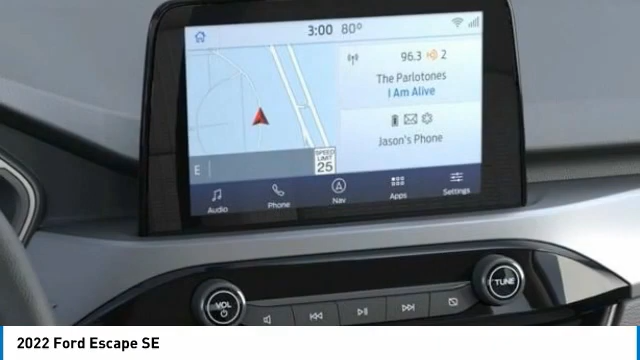 3:00 80°
96.3 2
The Parlotones
I Am Alive
Jason's Phone
E
SPEED
LIMIT
25
Audio
Phone
Nav
Apps
Settings
VOL
TUNE
2022 Ford Escape SE